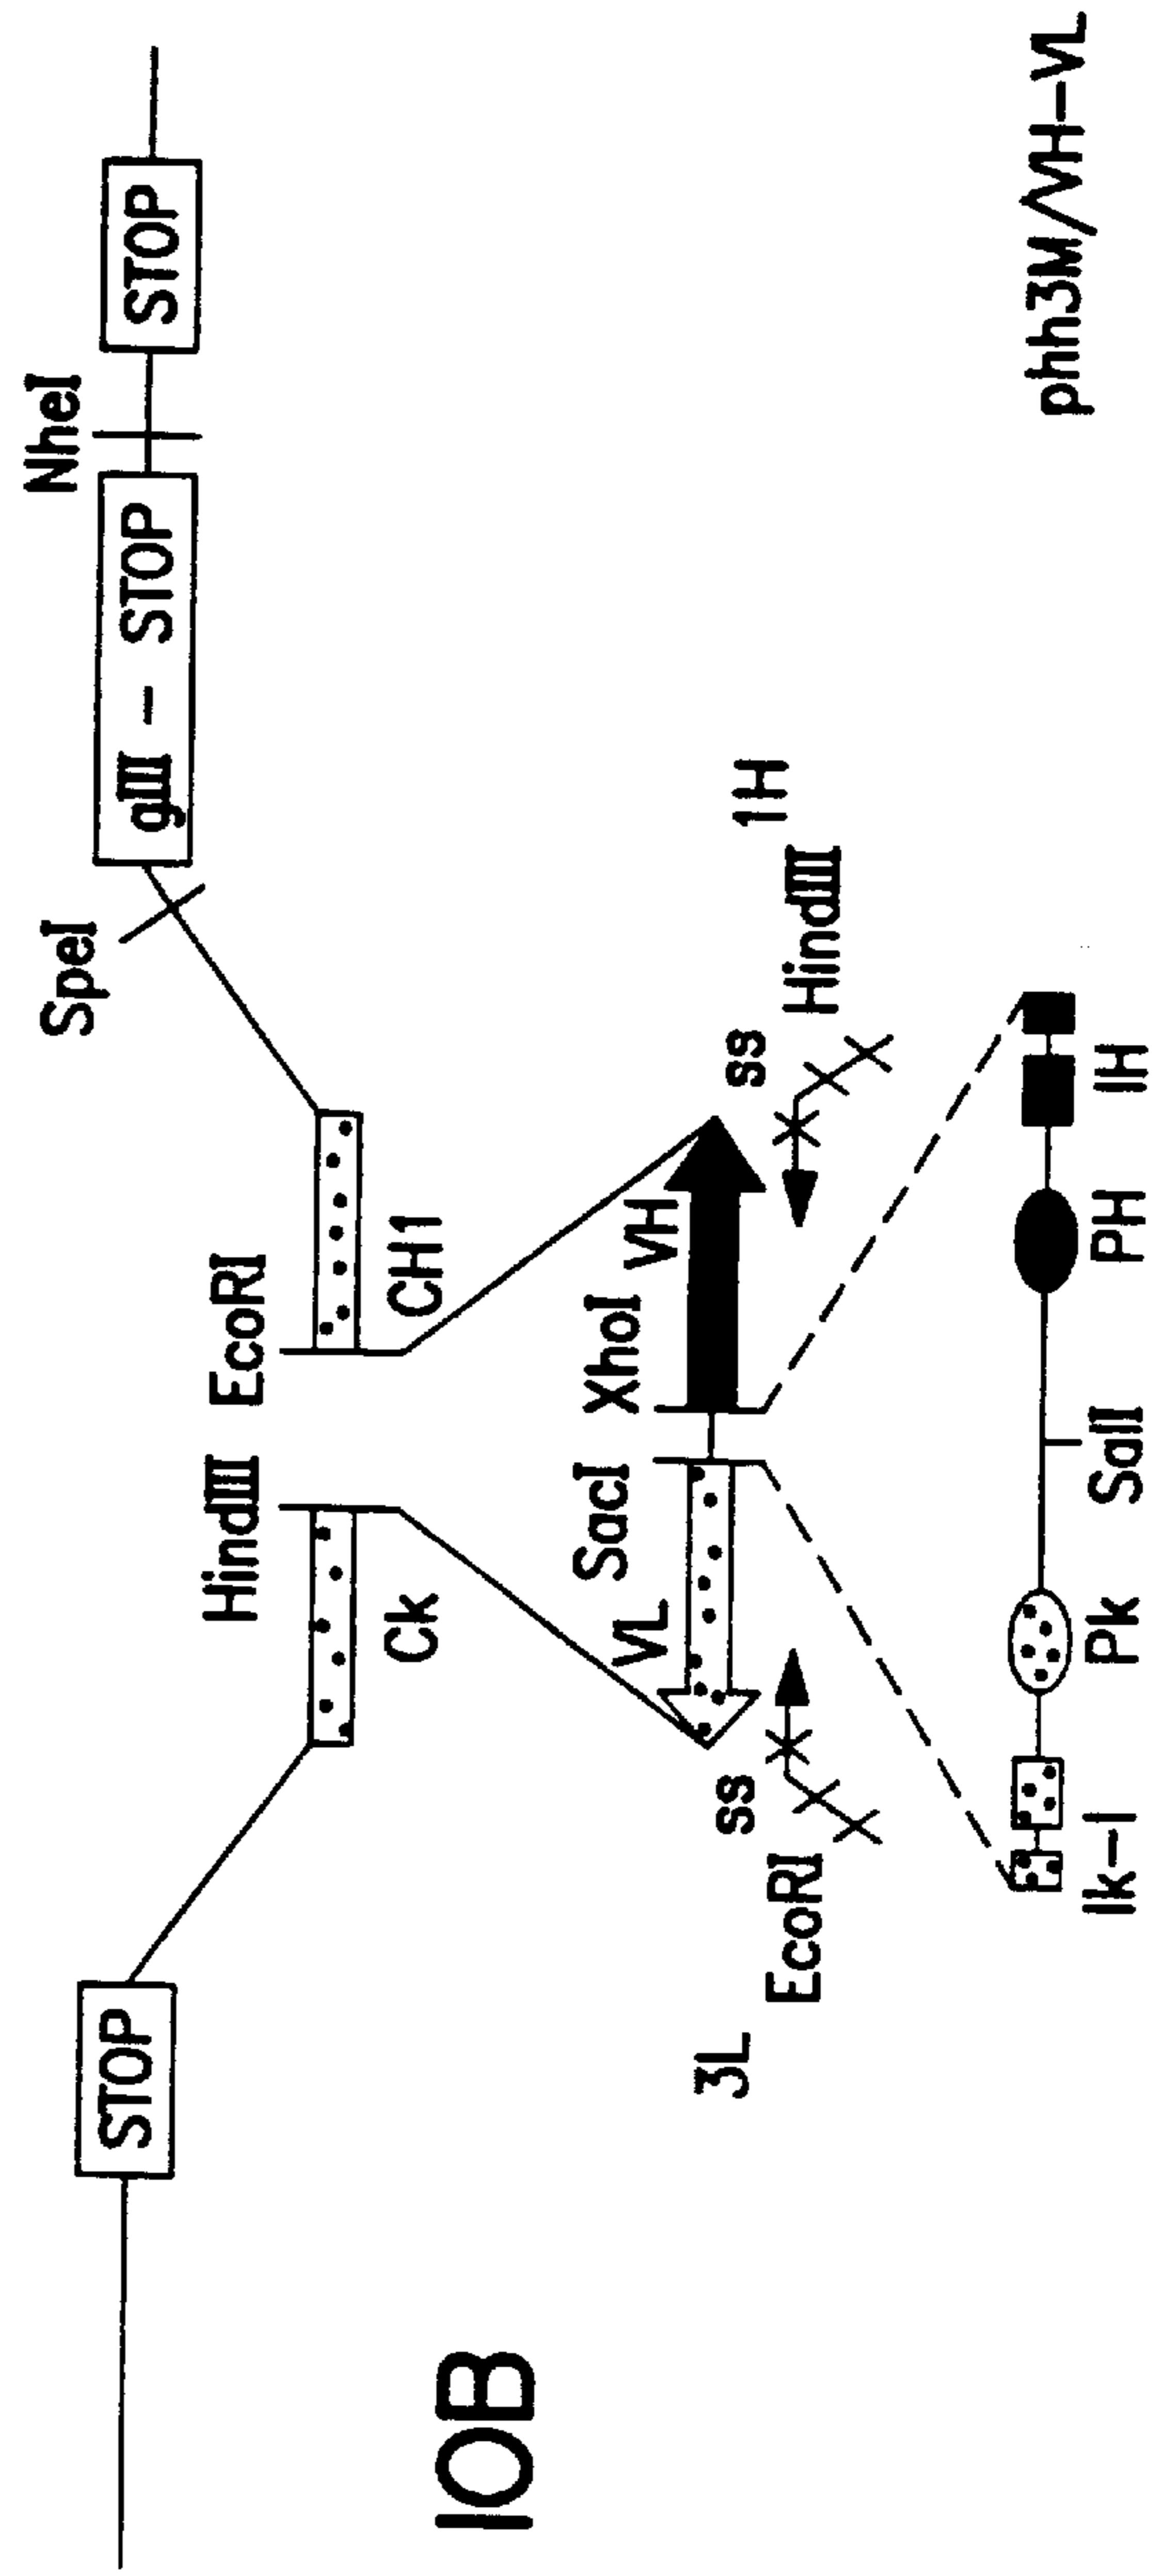 STOP
gIII - STOP
STOP
SpeI
NheI
HindIII
EcoRI
Ck
CH1
SacI
XhoI
VL
VH
3L
ss
ss
1H
EcoRI
HindIII
Ik-I
Pk
SalI
PH
IH
phh3M/VH-VL
10B